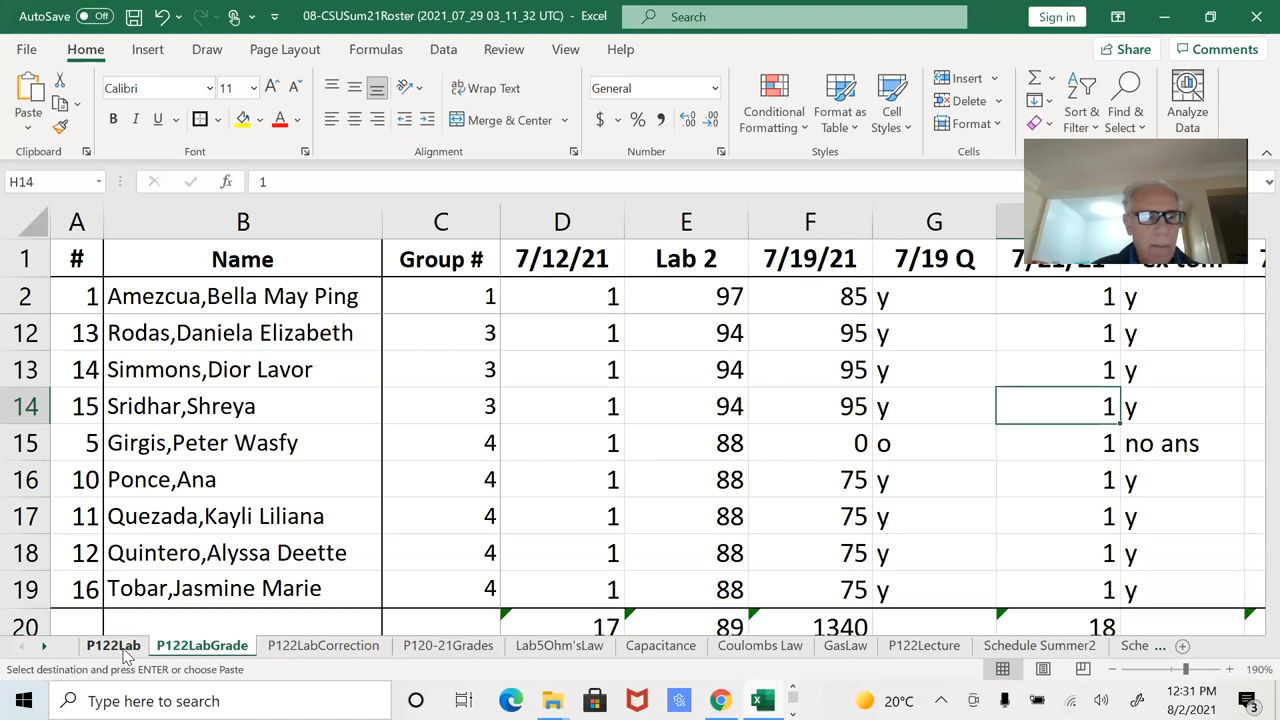 AutoSave Off 08-CSUSum21Roster (2021_07_29 03_11_32 UTC) - Excel Search Sign in
File Home Insert Draw Page Layout Formulas Data Review View Help Share Comments
Paste Calibri 11 Wrap Text General Conditional Formatting Format as Table Cell Styles Insert Sort & Filter Find & Select Analyze Data
B I U A Merge & Center $ % , Delete
Format
Clipboard Font Alignment Number Styles Cells
H14 fx 1
A B C D E F G
1 # Name Group # 7/12/21 Lab 2 7/19/21 7/19 Q
2 1 Amezcua,Bella May Ping 1 1 97 85 y 1 y
12 13 Rodas,Daniela Elizabeth 3 1 94 95 y 1 y
13 14 Simmons,Dior Lavor 3 1 94 95 y 1 y
14 15 Sridhar,Shreya 3 1 94 95 y 1 y
15 5 Girgis,Peter Wasfy 4 1 88 0 o 1 no ans
16 10 Ponce,Ana 4 1 88 75 y 1 y
17 11 Quezada,Kayli Liliana 4 1 88 75 y 1 y
18 12 Quintero,Alyssa Deette 4 1 88 75 y 1 y
19 16 Tobar,Jasmine Marie 4 1 88 75 y 1 y
20 17 89 1340 18
P122Lab P122LabGrade P122LabCorrection P120-21Grades Lab5Ohm'sLaw Capacitance Coulombs Law GasLaw P122Lecture Schedule Summer2 Sche ...
Select destination and press ENTER or choose Paste 190%
Type here to search 20°C 12:31 PM
8/2/2021 3